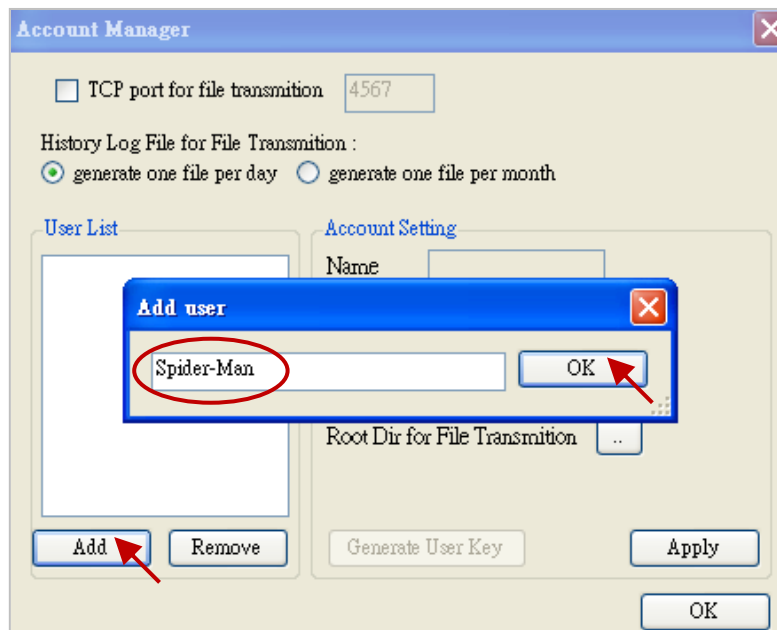 Account Manager
TCP port for file transmition 4567
History Log File for File Transmition :
generate one file per day generate one file per month
User List
Account Setting
Name
Add user
Spider-Man OK
Root Dir for File Transmition ..
Add Remove Generate User Key Apply
OK